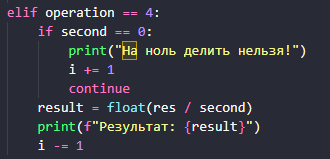 elif operation == 4:
    if second == 0:
        print("На ноль делить нельзя!")
        i += 1
        continue
    result = float(res / second)
    print(f"Результат: {result}")
    i -= 1